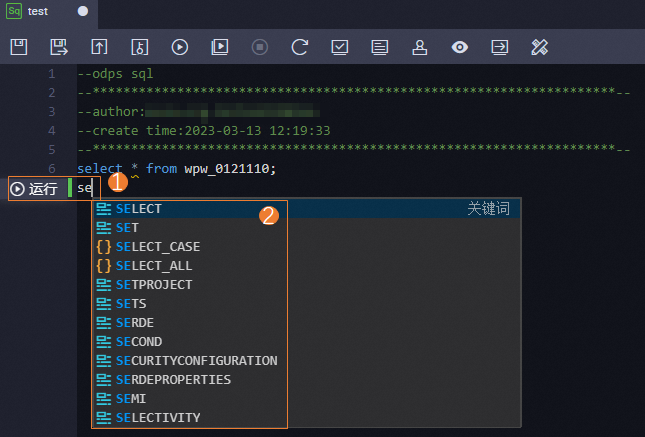 Sq test
1 --odps sql
2 --********************************************************************--
3 --author:
4 --create time:2023-03-13 12:19:33
5 --********************************************************************--
6 select * from wpw_0121110;
运行 se 1
SELECT 关键词 2
SET
{} SELECT_CASE
{} SELECT_ALL
SETPROJECT
SETS
SERDE
SECOND
SECURITYCONFIGURATION
SERDEPROPERTIES
SEMI
SELECTIVITY